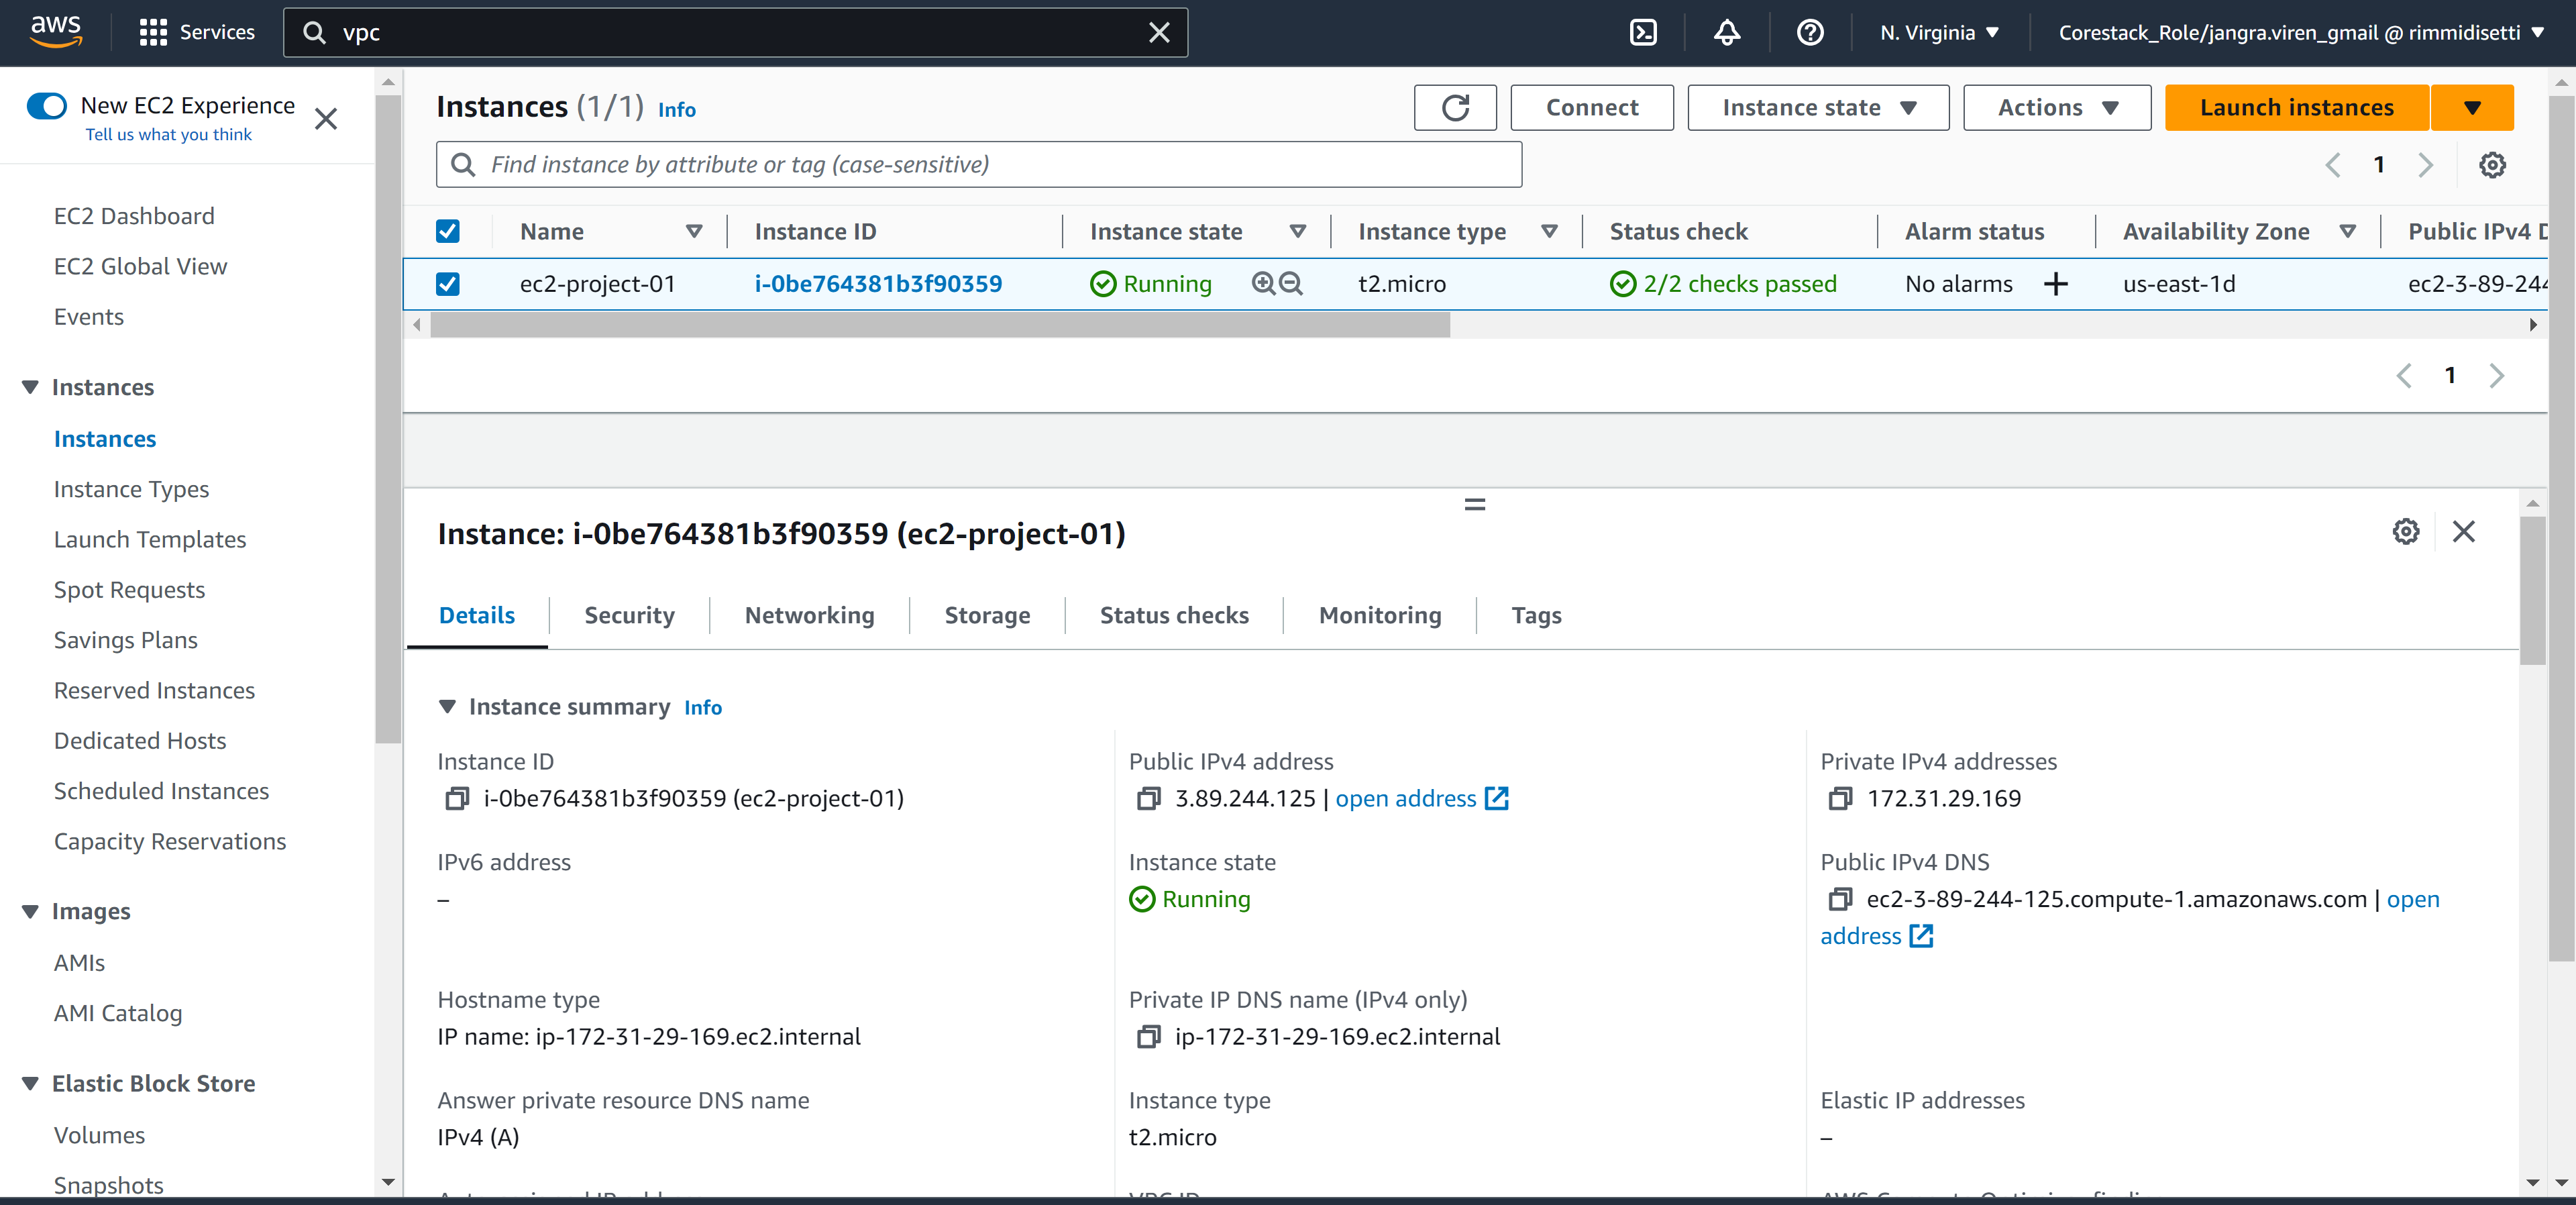 aws
Services
vpc
N. Virginia
Corestack_Role/jangra.viren_gmail @ rimmidisetti
New EC2 Experience
Tell us what you think
EC2 Dashboard
EC2 Global View
Events
Instances
Instances
Instance Types
Launch Templates
Spot Requests
Savings Plans
Reserved Instances
Dedicated Hosts
Scheduled Instances
Capacity Reservations
Images
AMIs
AMI Catalog
Elastic Block Store
Volumes
Snapshots
Instances (1/1) Info
Connect
Instance state
Actions
Launch instances
Find instance by attribute or tag (case-sensitive)
1
Name Instance ID Instance state Instance type Status check Alarm status Availability Zone Public IPv4 D
ec2-project-01 i-0be764381b3f90359 Running t2.micro 2/2 checks passed No alarms + us-east-1d ec2-3-89-244
1
Instance: i-0be764381b3f90359 (ec2-project-01)
Details Security Networking Storage Status checks Monitoring Tags
Instance summary Info
Instance ID
i-0be764381b3f90359 (ec2-project-01)
Public IPv4 address
3.89.244.125 | open address
Private IPv4 addresses
172.31.29.169
IPv6 address
–
Instance state
Running
Public IPv4 DNS
ec2-3-89-244-125.compute-1.amazonaws.com | open
address
Hostname type
IP name: ip-172-31-29-169.ec2.internal
Private IP DNS name (IPv4 only)
ip-172-31-29-169.ec2.internal
Answer private resource DNS name
IPv4 (A)
Instance type
t2.micro
Elastic IP addresses
–